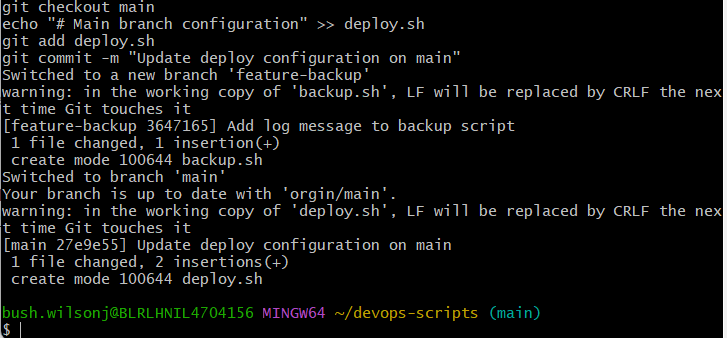 git checkout main
echo "# Main branch configuration" >> deploy.sh
git add deploy.sh
git commit -m "Update deploy configuration on main"
Switched to a new branch 'feature-backup'
warning: in the working copy of 'backup.sh', LF will be replaced by CRLF the nex
t time Git touches it
[feature-backup 3647165] Add log message to backup script
 1 file changed, 1 insertion(+)
 create mode 100644 backup.sh
Switched to branch 'main'
Your branch is up to date with 'orgin/main'.
warning: in the working copy of 'deploy.sh', LF will be replaced by CRLF the nex
t time Git touches it
[main 27e9e55] Update deploy configuration on main
 1 file changed, 2 insertions(+)
 create mode 100644 deploy.sh
bush.wilsonj@BLRLHNIL4704156 MINGW64 ~/devops-scripts (main)
$